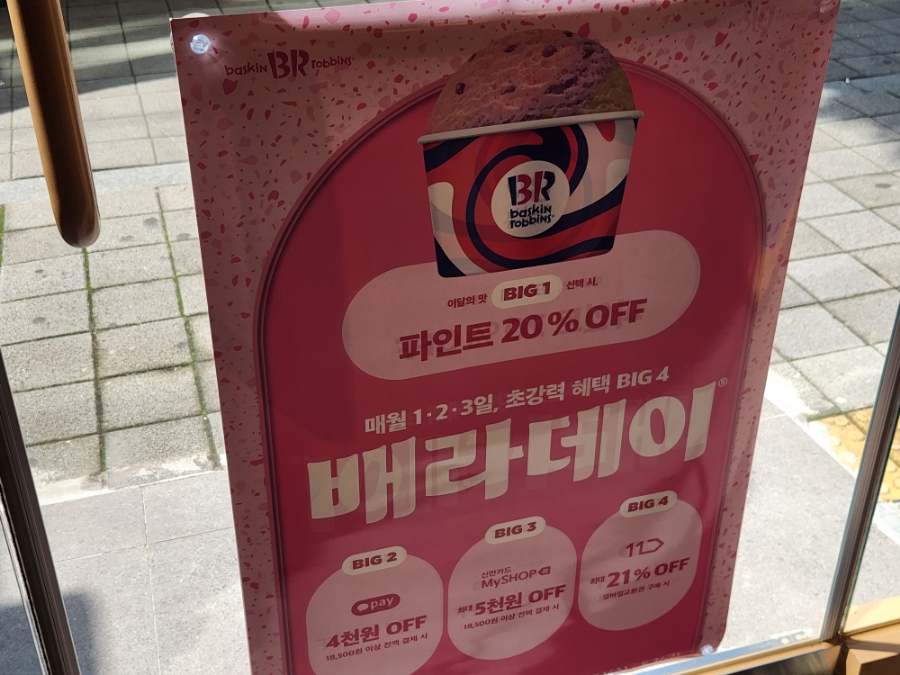 baskin BR robbins
BR
baskin
robbins
이달의 맛 BIG 1 선택 시,
파인트 20% OFF
매월 1·2·3일, 초강력 혜택 BIG 4
배라데이®
BIG 2
pay
4천원 OFF
18,500원 이상 전액 결제 시
BIG 3
신한카드
MySHOP
최대 5천원 OFF
18,500원 이상 전액 결제 시
BIG 4
11
최대 21% OFF
모바일교환권 구매 시